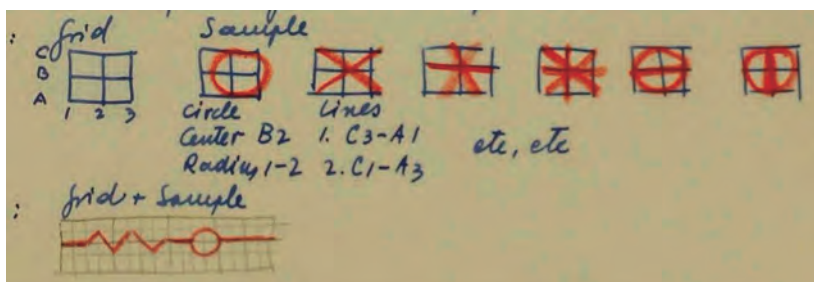 : Grid Sample
C
B
A
1 2 3
Circle Lines
Center B2 1. C3-A1
Radius 1-2 2. C1-A3
etc, etc
: Grid + Sample